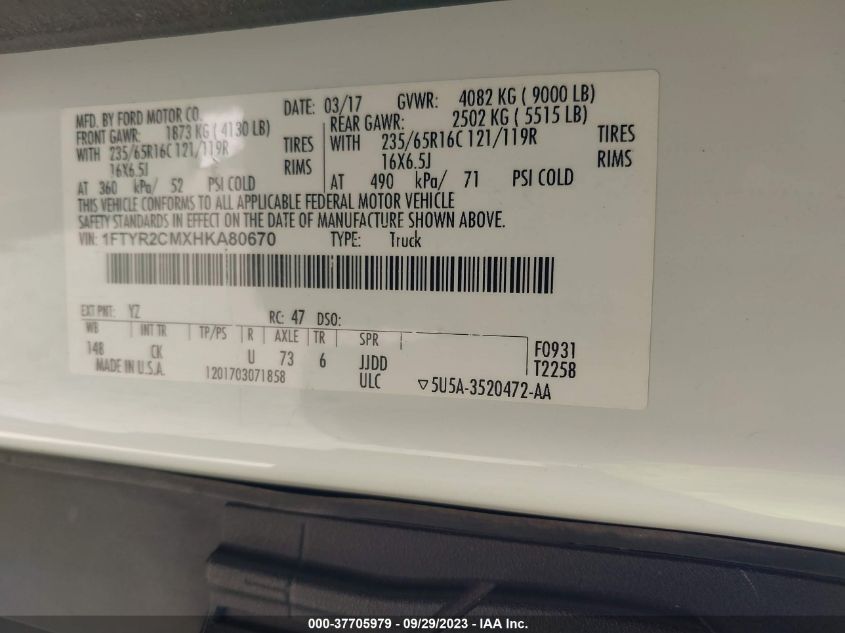 MFD. BY FORD MOTOR CO.
DATE: 03/17 GVWR: 4082 KG ( 9000 LB)
FRONT GAWR: 1873 KG ( 4130 LB)
REAR GAWR: 2502 KG ( 5515 LB)
WITH 235/65R16C 121/119R TIRES
WITH 235/65R16C 121/119R TIRES
16X6.5J RIMS
16X6.5J RIMS
AT 360 kPa/ 52 PSI COLD
AT 490 kPa/ 71 PSI COLD
THIS VEHICLE CONFORMS TO ALL APPLICABLE FEDERAL MOTOR VEHICLE
SAFETY STANDARDS IN EFFECT ON THE DATE OF MANUFACTURE SHOWN ABOVE.
VIN: 1FTYR2CMXHKA80670 TYPE: Truck
EXT PNT: YZ RC: 47 DSO:
WB INT TR TP/PS R AXLE TR SPR
148 CK U 73 6 JJDD F0931
MADE IN U.S.A. 1201703071858 ULC T2258
5U5A-3520472-AA
000-37705979 - 09/29/2023 - IAA Inc.